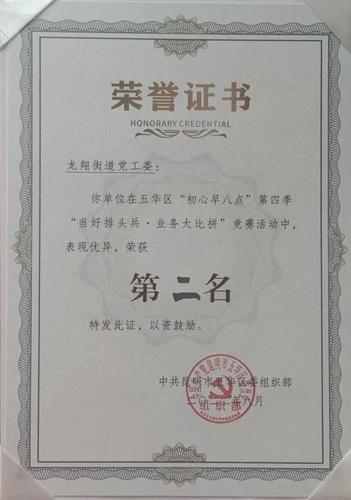 荣誉证书
HONORARY CREDENTIAL
龙翔街道党工委：
你单位在五华区“初心早八点”第四季
“当好排头兵·业务大比拼”竞赛活动中，
表现优异，荣获
第二名
特发此证，以资鼓励。
中共昆明市五华区委组织部
年八月